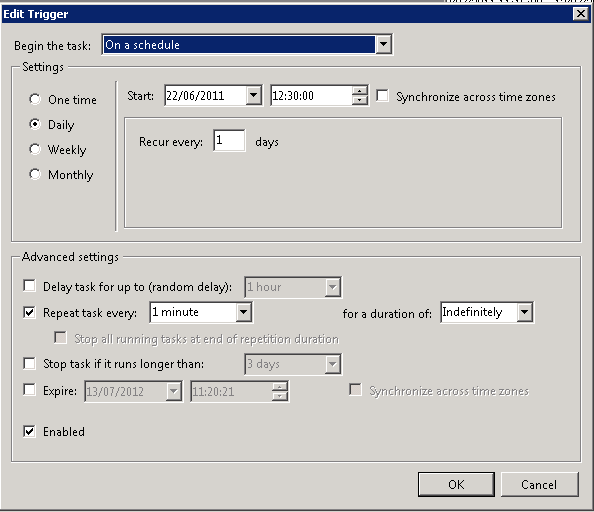 Edit Trigger
Begin the task: On a schedule
Settings
One time
Daily
Weekly
Monthly
Start: 22/06/2011 12:30:00 Synchronize across time zones
Recur every: 1 days
Advanced settings
Delay task for up to (random delay): 1 hour
Repeat task every: 1 minute for a duration of: Indefinitely
Stop all running tasks at end of repetition duration
Stop task if it runs longer than: 3 days
Expire: 13/07/2012 11:20:21 Synchronize across time zones
Enabled
OK Cancel